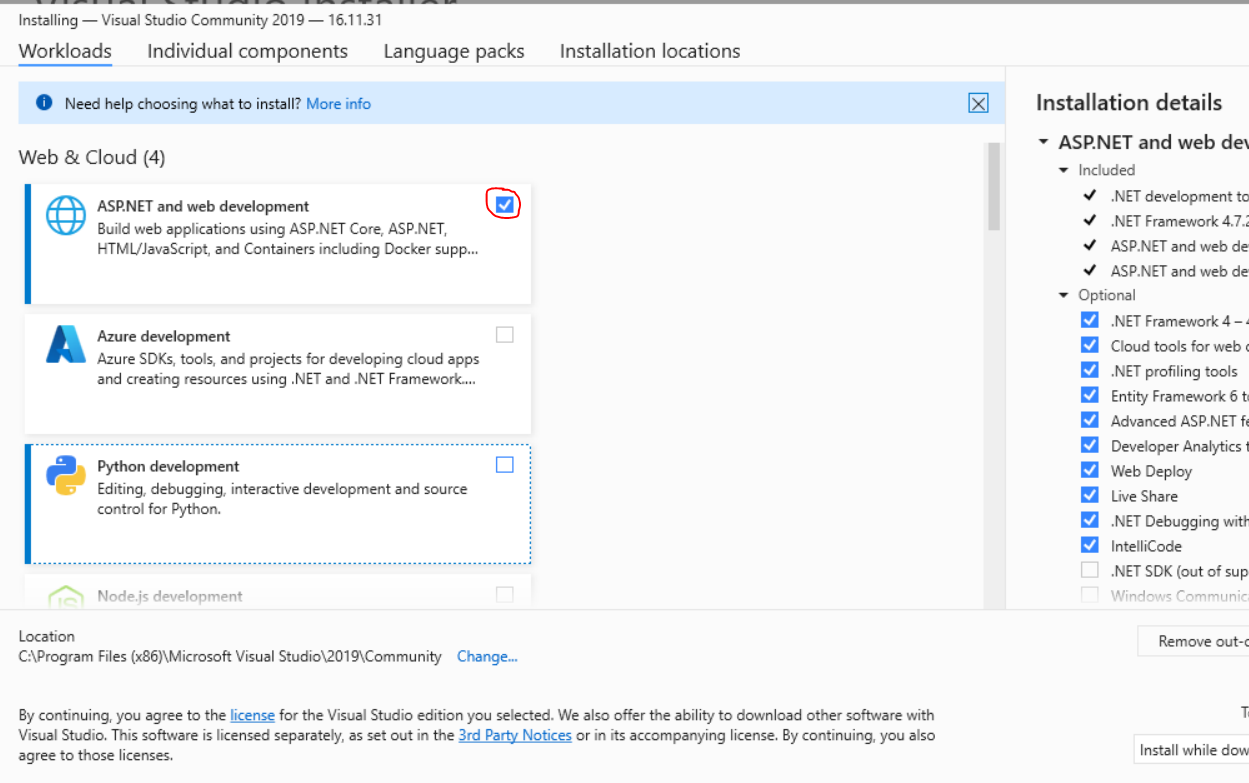 Installing — Visual Studio Community 2019 — 16.11.31
Workloads
Individual components
Language packs
Installation locations
Need help choosing what to install? More info
Web & Cloud (4)
ASP.NET and web development
Build web applications using ASP.NET Core, ASP.NET,
HTML/JavaScript, and Containers including Docker supp...
Azure development
Azure SDKs, tools, and projects for developing cloud apps
and creating resources using .NET and .NET Framework....
Python development
Editing, debugging, interactive development and source
control for Python.
Node.js development
Installation details
ASP.NET and web dev
Included
.NET development to
.NET Framework 4.7.2
ASP.NET and web de
ASP.NET and web de
Optional
.NET Framework 4 –
Cloud tools for web
.NET profiling tools
Entity Framework 6 to
Advanced ASP.NET fe
Developer Analytics t
Web Deploy
Live Share
.NET Debugging with
IntelliCode
.NET SDK (out of sup
Windows Communica
Location
C:\Program Files (x86)\Microsoft Visual Studio\2019\Community Change...
Remove out-o
By continuing, you agree to the license for the Visual Studio edition you selected. We also offer the ability to download other software with
Visual Studio. This software is licensed separately, as set out in the 3rd Party Notices or in its accompanying license. By continuing, you also
agree to those licenses.
Install while dow